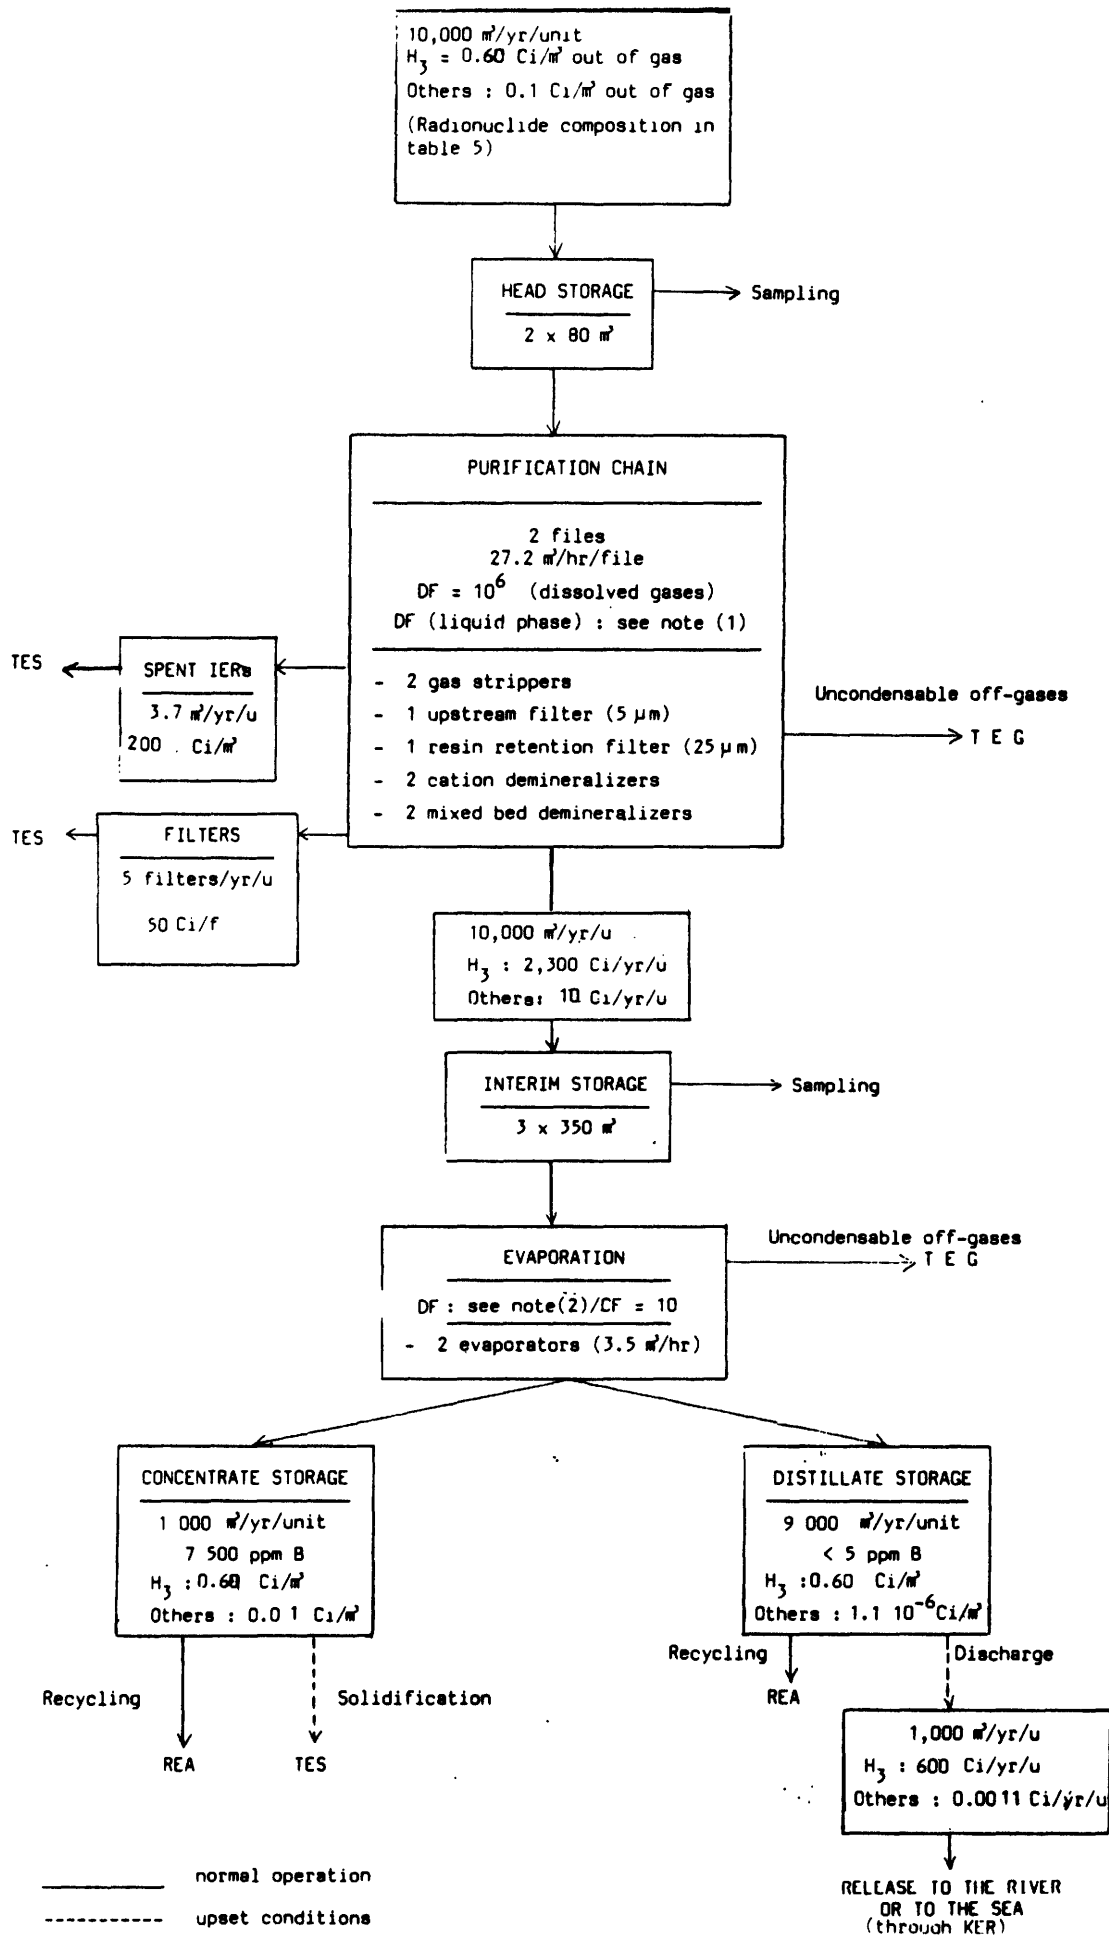 10,000 m³/yr/unit
H₃ = 0.60 Ci/m³ out of gas
Others : 0.1 Ci/m³ out of gas
(Radionuclide composition in
table 5)
HEAD STORAGE
2 x 80 m³
Sampling
PURIFICATION CHAIN
2 files
27.2 m³/hr/file
DF = 10⁶ (dissolved gases)
DF (liquid phase) : see note (1)
- 2 gas strippers
- 1 upstream filter (5 µm)
- 1 resin retention filter (25 µm)
- 2 cation demineralizers
- 2 mixed bed demineralizers
Uncondensable off-gases
T E G
TES
SPENT IERs
3.7 m³/yr/u
200 . Ci/m³
TES
FILTERS
5 filters/yr/u
50 Ci/f
10,000 m³/yr/u
H₃ : 2,300 Ci/yr/u
Others: 10 Ci/yr/u
INTERIM STORAGE
3 x 350 m³
Sampling
EVAPORATION
DF : see note(2)/CF = 10
- 2 evaporators (3.5 m³/hr)
Uncondensable off-gases
T E G
CONCENTRATE STORAGE
1 000 m³/yr/unit
7 500 ppm B
H₃ : 0.60 Ci/m³
Others : 0.01 Ci/m³
Recycling
REA
Solidification
TES
DISTILLATE STORAGE
9 000 m³/yr/unit
< 5 ppm B
H₃ : 0.60 Ci/m³
Others : 1.1 10⁻⁶Ci/m³
Recycling
REA
Discharge
1,000 m³/yr/u
H₃ : 600 Ci/yr/u
Others : 0.0011 Ci/yr/u
RELEASE TO THE RIVER
OR TO THE SEA
(through KER)
normal operation
upset conditions